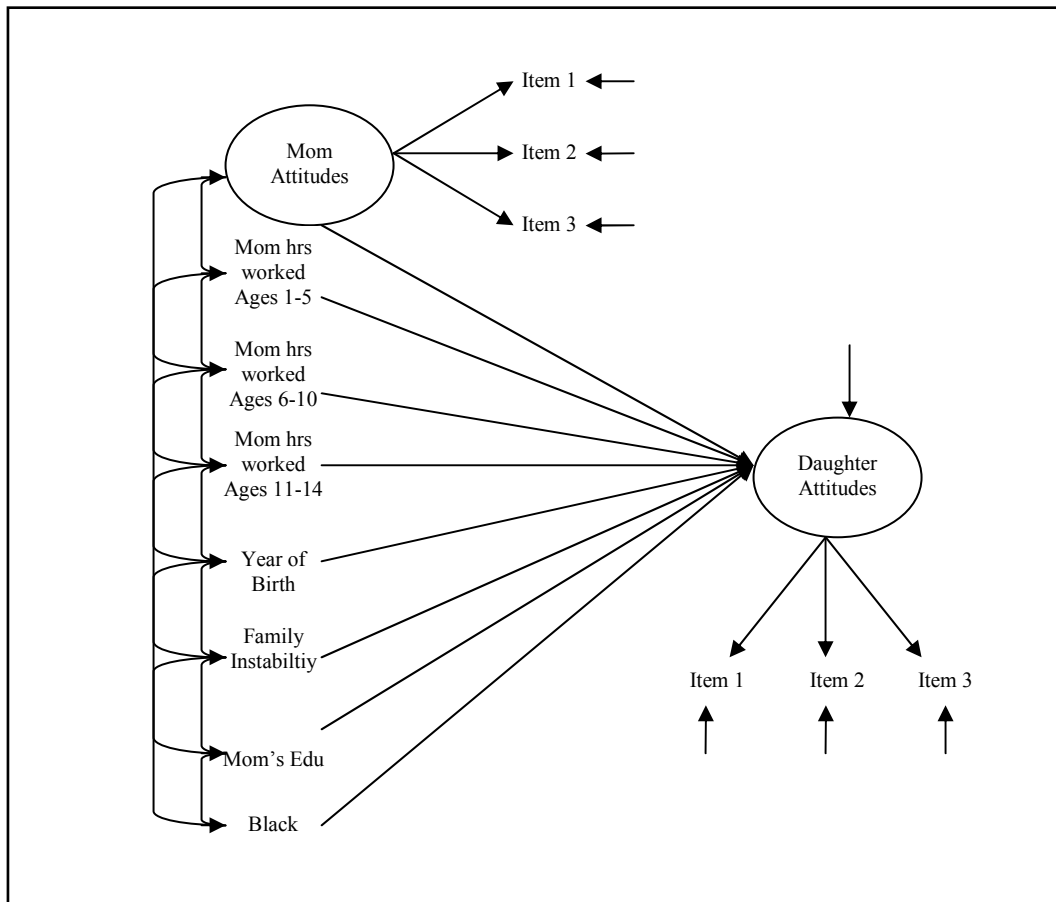 Item 1
Mom
Attitudes
Item 2
Item 3
Mom hrs
worked
Ages 1-5
Mom hrs
worked
Ages 6-10
Mom hrs
worked
Ages 11-14
Daughter
Attitudes
Year of
Birth
Family
Instabiltiy
Item 1
Item 2
Item 3
Mom’s Edu
Black